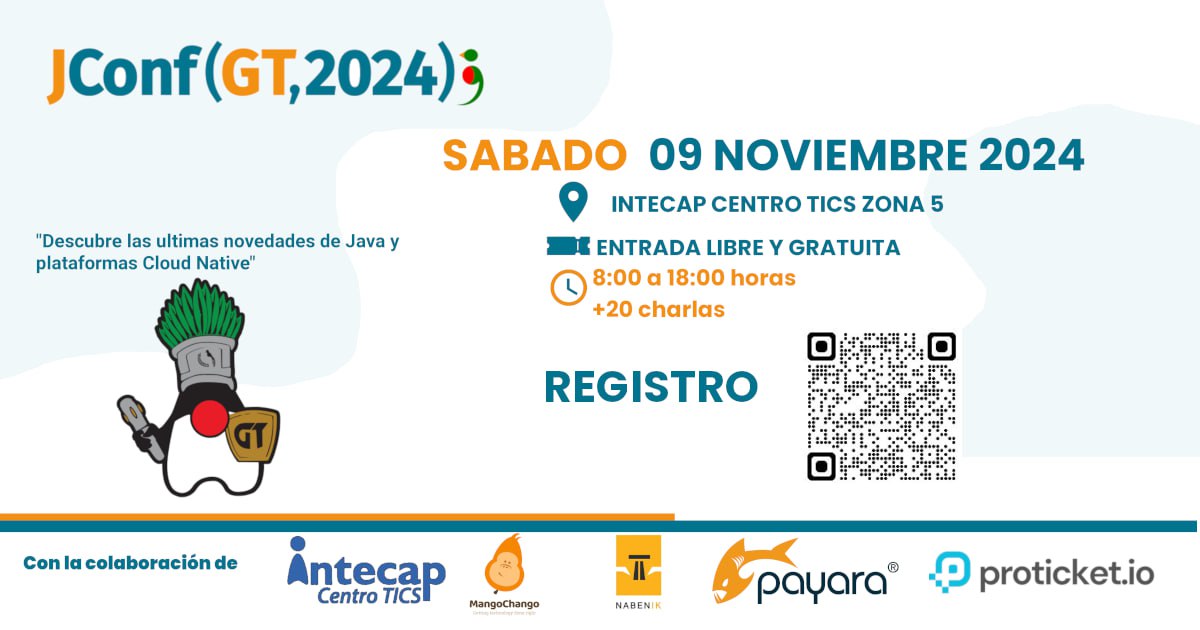 JConf(GT,2024);
SABADO 09 NOVIEMBRE 2024
INTECAP CENTRO TICS ZONA 5
ENTRADA LIBRE Y GRATUITA
8:00 a 18:00 horas
+20 charlas
"Descubre las ultimas novedades de Java y
plataformas Cloud Native"
GT
REGISTRO
Con la colaboración de
intecap
Centro TICS
MangoChango
NABENIK
payara®
proticket.io